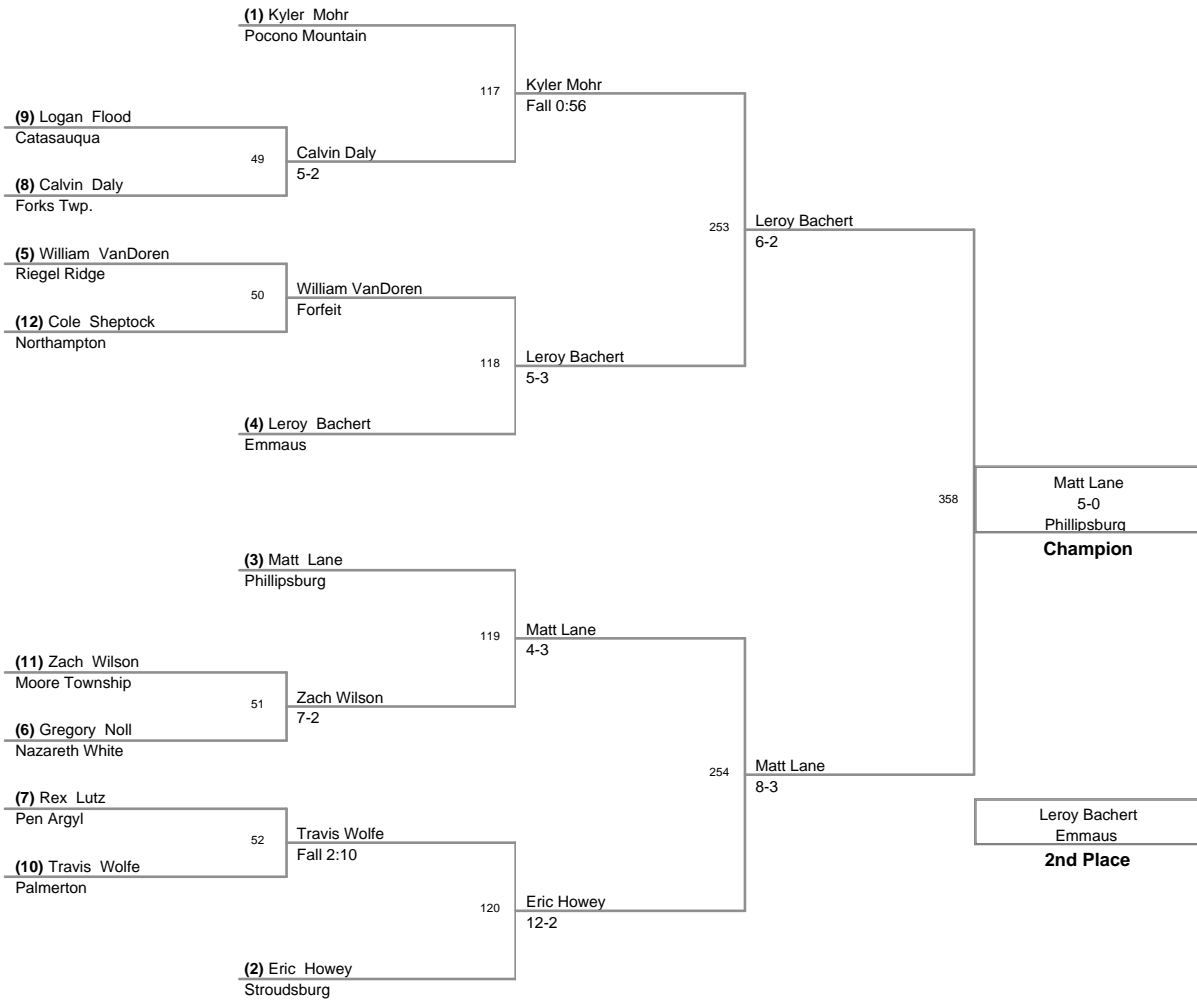 (1) Kyler Mohr
Pocono Mountain
117
Kyler Mohr
Fall 0:56
(9) Logan Flood
Catasauqua
49
Calvin Daly
5-2
(8) Calvin Daly
Forks Twp.
253
Leroy Bachert
6-2
(5) William VanDoren
Riegel Ridge
50
William VanDoren
Forfeit
(12) Cole Sheptock
Northampton
118
Leroy Bachert
5-3
(4) Leroy Bachert
Emmaus
358
Matt Lane
5-0
Phillipsburg
Champion
(3) Matt Lane
Phillipsburg
119
Matt Lane
4-3
(11) Zach Wilson
Moore Township
51
Zach Wilson
7-2
(6) Gregory Noll
Nazareth White
254
Matt Lane
8-3
(7) Rex Lutz
Pen Argyl
52
Travis Wolfe
Fall 2:10
(10) Travis Wolfe
Palmerton
Leroy Bachert
Emmaus
2nd Place
120
Eric Howey
12-2
(2) Eric Howey
Stroudsburg